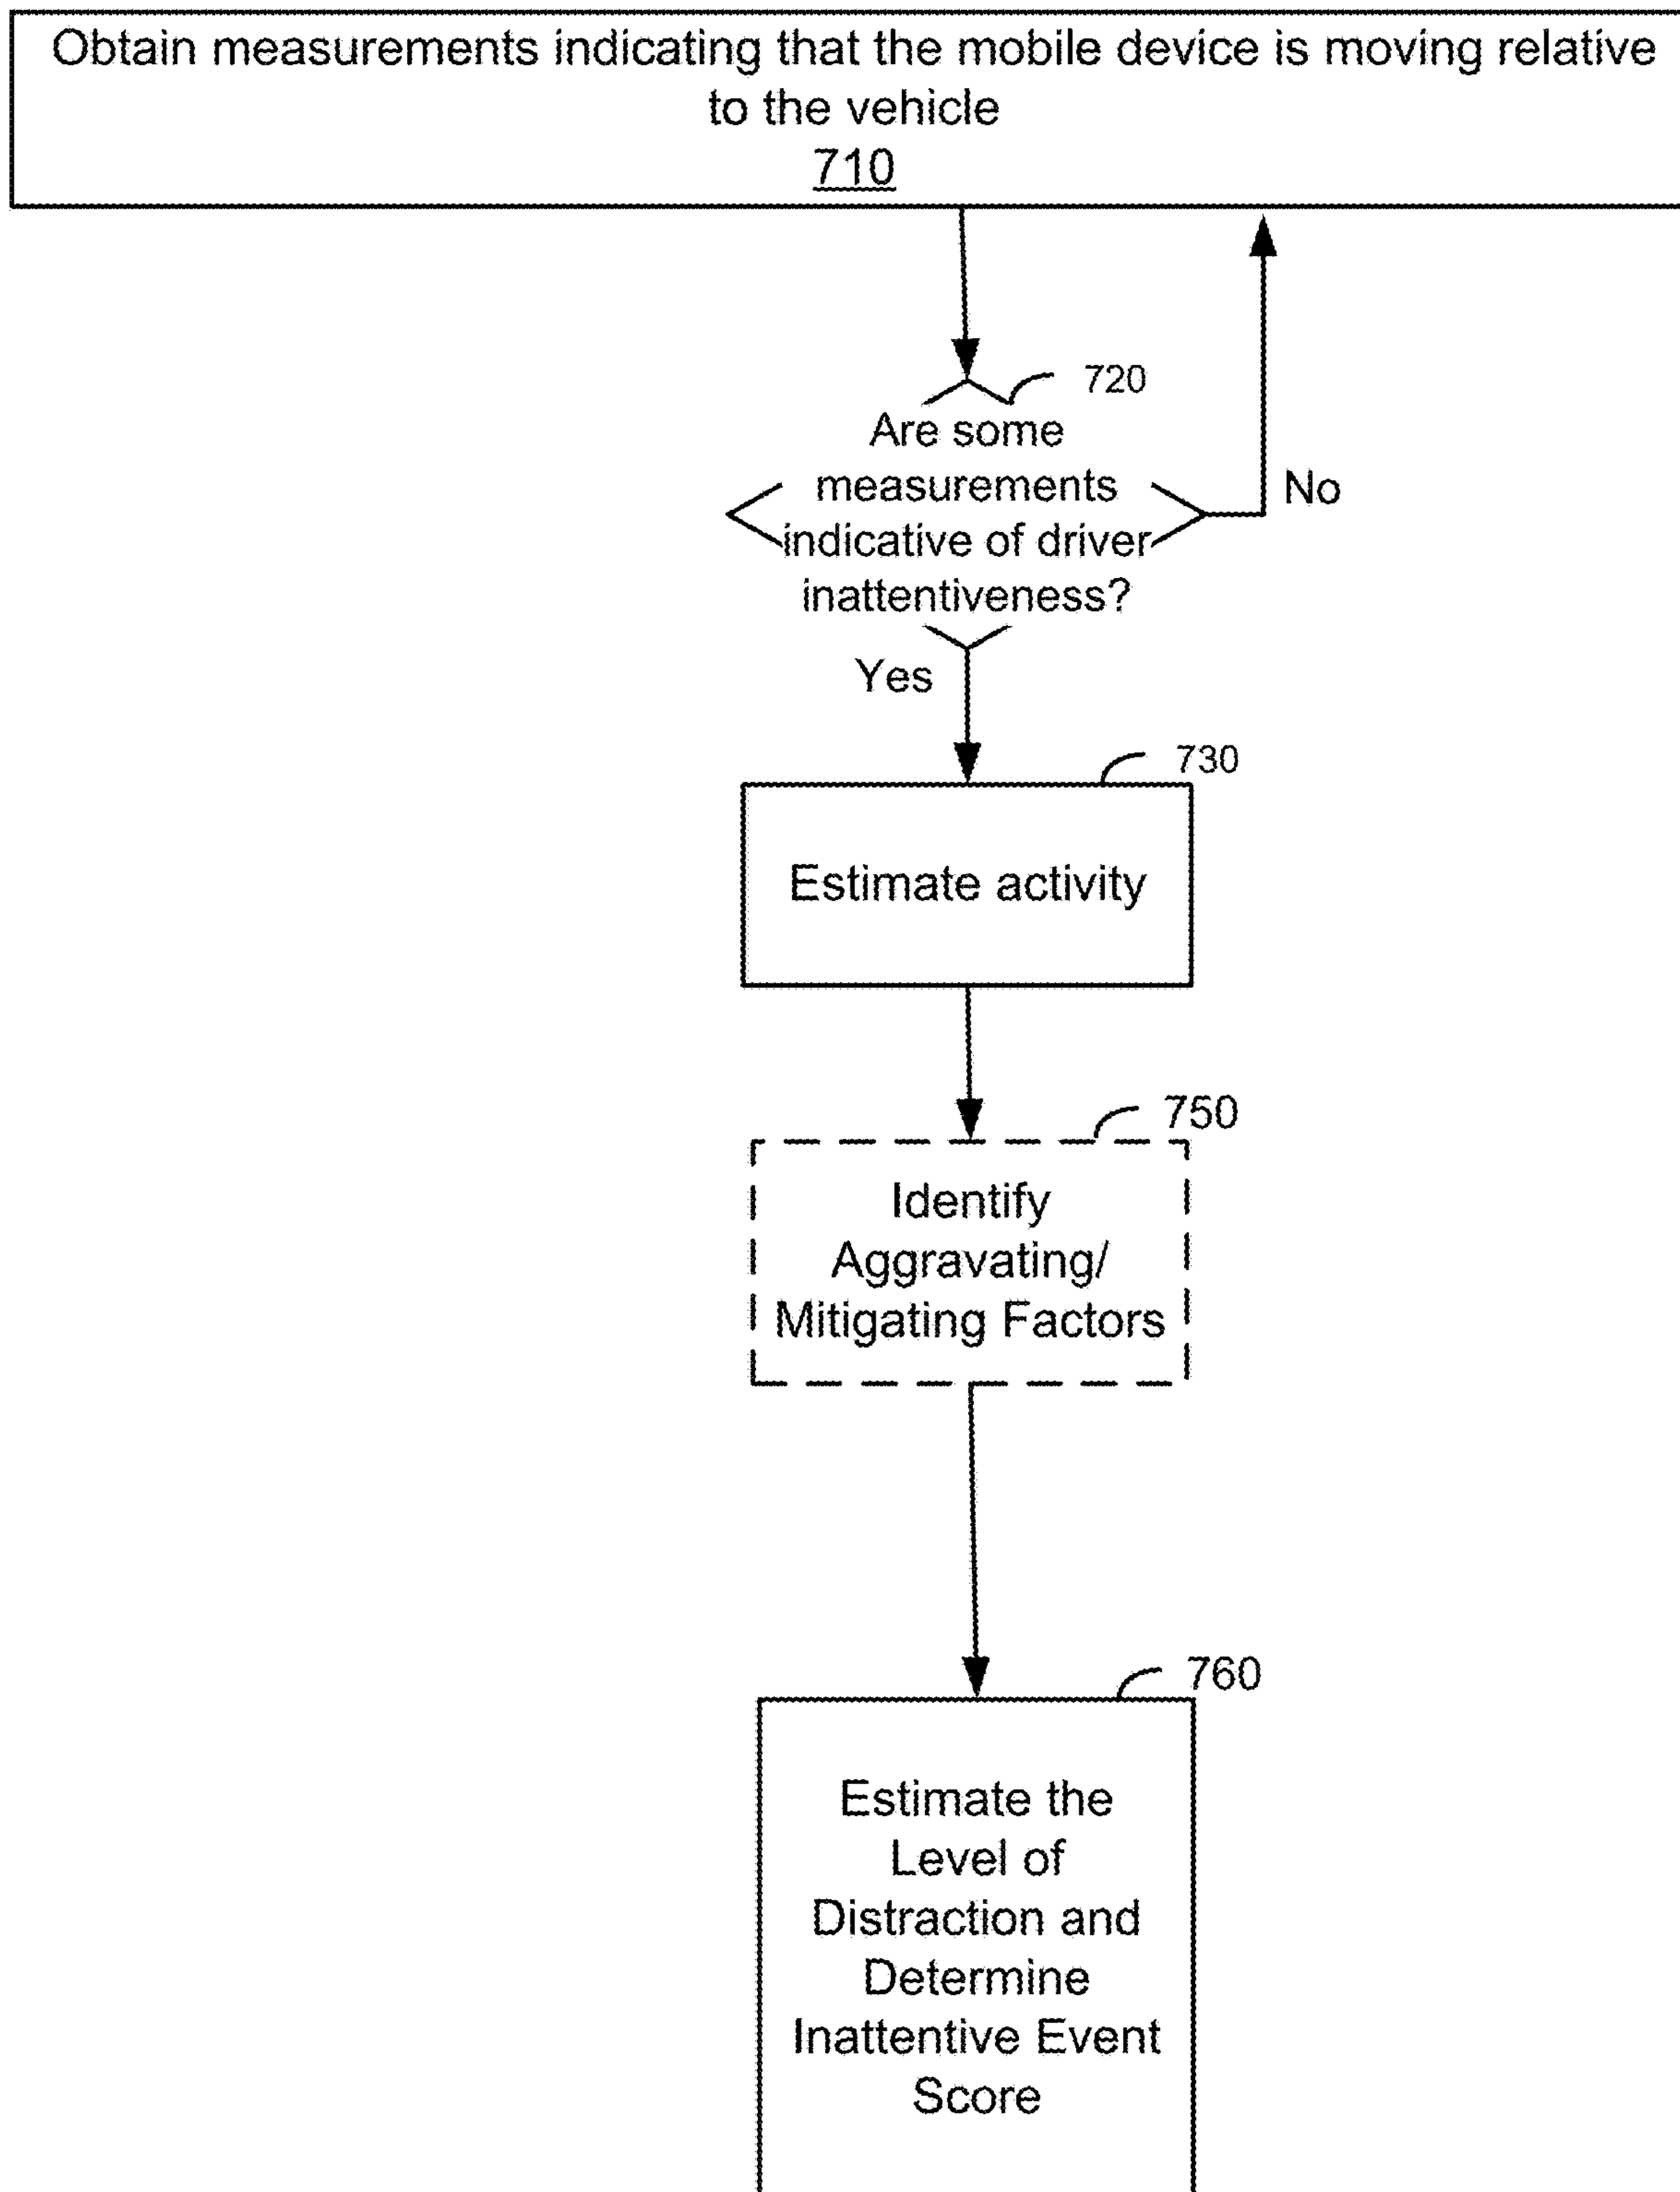 Obtain measurements indicating that the mobile device is moving relative
to the vehicle
710
720
Are some
measurements
indicative of driver
inattentiveness?
No
Yes
730
Estimate activity
750
Identify
Aggravating/
Mitigating Factors
760
Estimate the
Level of
Distraction and
Determine
Inattentive Event
Score